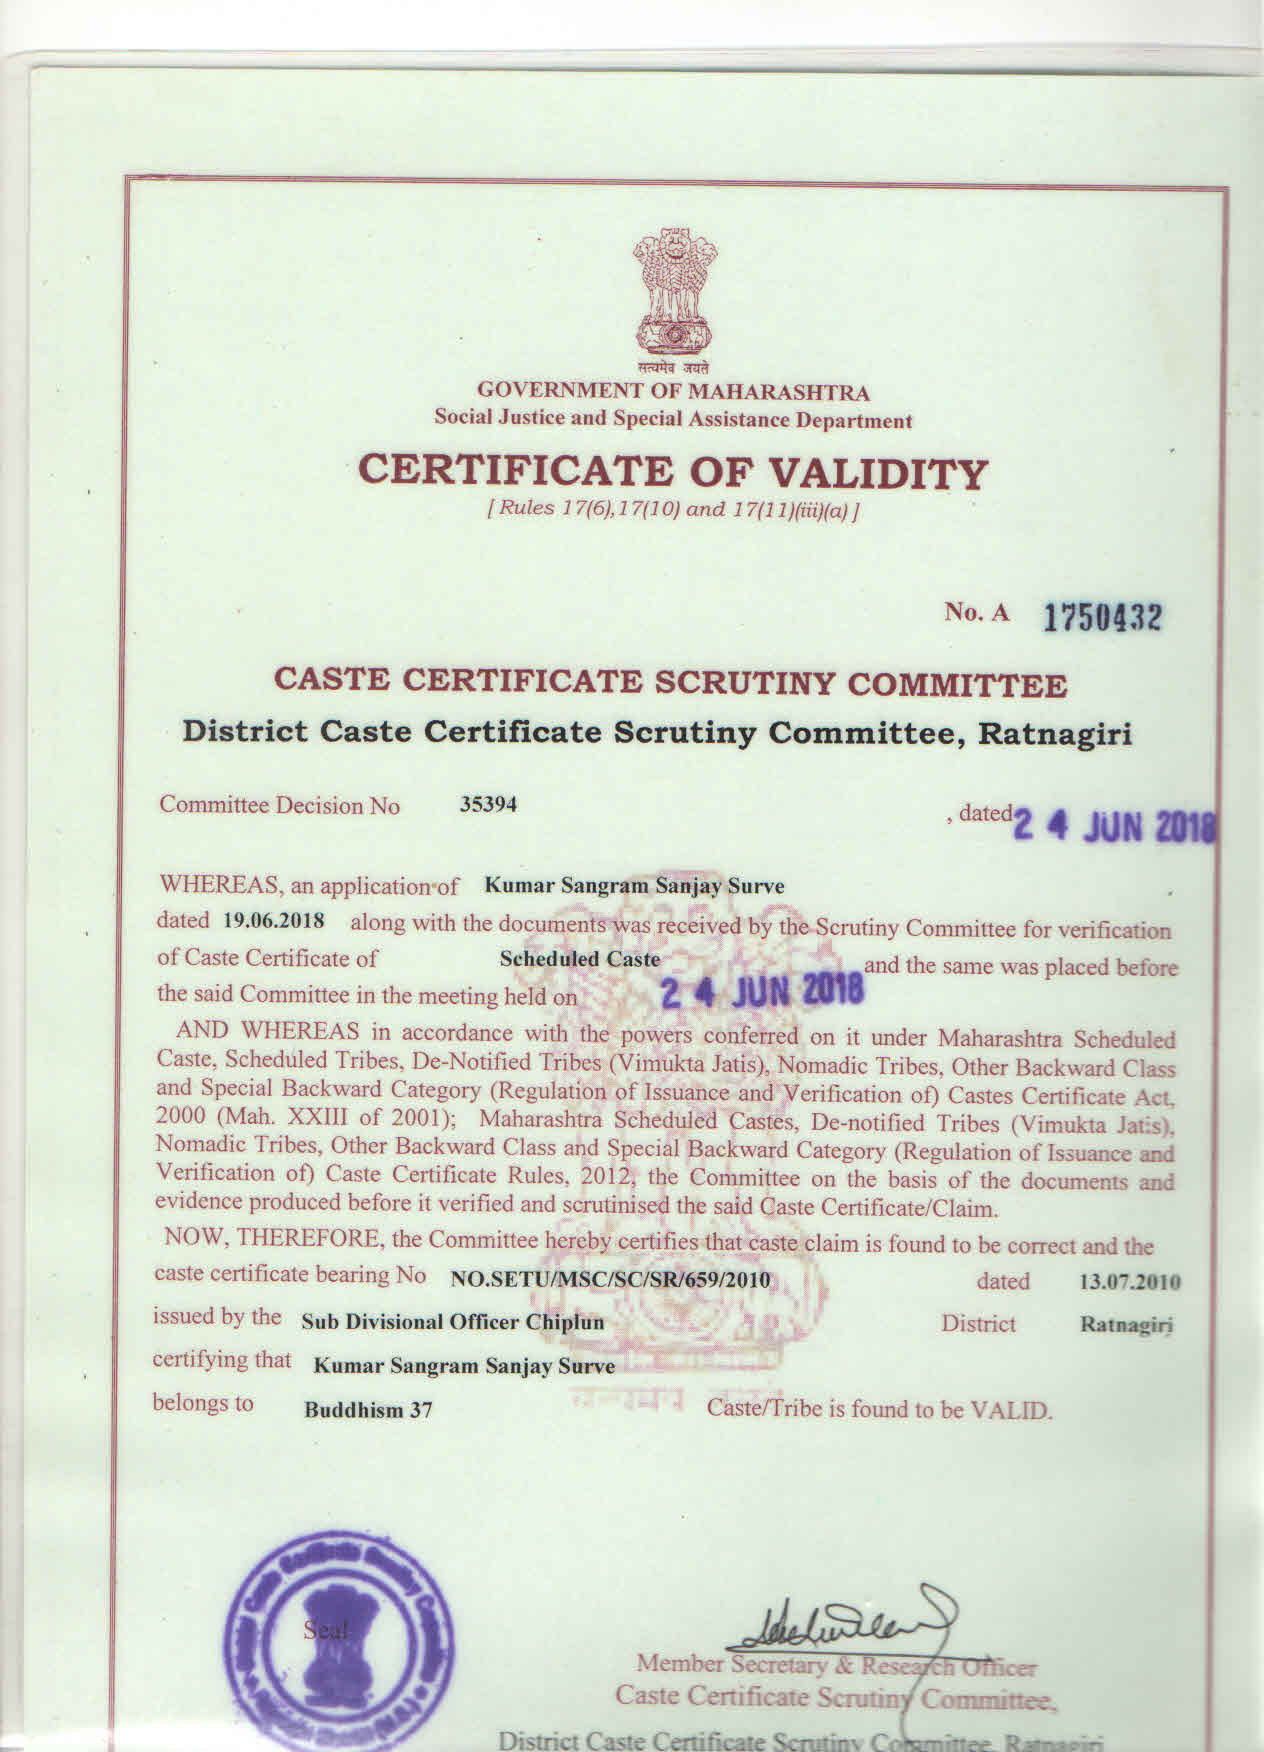 सत्यमेव जयते
GOVERNMENT OF MAHARASHTRA
Social Justice and Special Assistance Department
CERTIFICATE OF VALIDITY
[ Rules 17(6),17(10) and 17(11)(iii)(a) ]
No. A 1750432
CASTE CERTIFICATE SCRUTINY COMMITTEE
District Caste Certificate Scrutiny Committee, Ratnagiri
Committee Decision No 35394 , dated 24 JUN 2018
WHEREAS, an application of Kumar Sangram Sanjay Surve
dated 19.06.2018 along with the documents was received by the Scrutiny Committee for verification
of Caste Certificate of Scheduled Caste and the same was placed before
the said Committee in the meeting held on 24 JUN 2018
AND WHEREAS in accordance with the powers conferred on it under Maharashtra Scheduled
Caste, Scheduled Tribes, De-Notified Tribes (Vimukta Jatis), Nomadic Tribes, Other Backward Class
and Special Backward Category (Regulation of Issuance and Verification of) Castes Certificate Act,
2000 (Mah. XXIII of 2001); Maharashtra Scheduled Castes, De-notified Tribes (Vimukta Jatis),
Nomadic Tribes, Other Backward Class and Special Backward Category (Regulation of Issuance and
Verification of) Caste Certificate Rules, 2012, the Committee on the basis of the documents and
evidence produced before it verified and scrutinised the said Caste Certificate/Claim.
NOW, THEREFORE, the Committee hereby certifies that caste claim is found to be correct and the
caste certificate bearing No NO.SETU/MSC/SC/SR/659/2010 dated 13.07.2010
issued by the Sub Divisional Officer Chiplun District Ratnagiri
certifying that Kumar Sangram Sanjay Surve
belongs to Buddhism 37 Caste/Tribe is found to be VALID.
Seal
Member Secretary & Research Officer
Caste Certificate Scrutiny Committee,
District Caste Certificate Scrutiny Committee, Ratnagiri